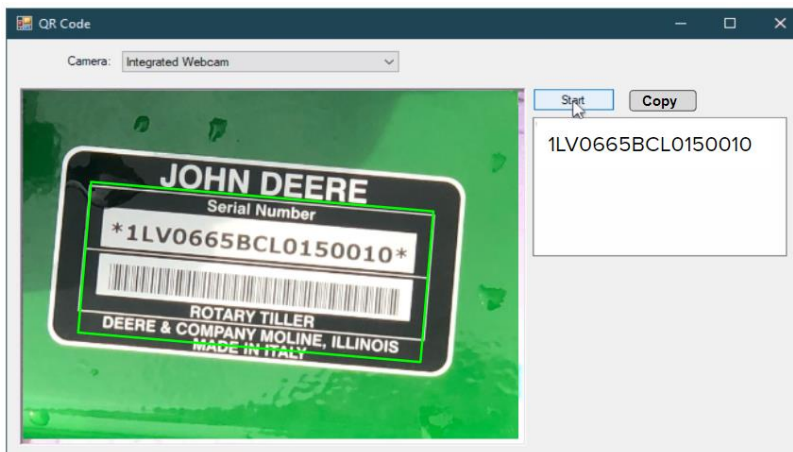 QR Code
Camera: Integrated Webcam
Start Copy
1LV0665BCL0150010
JOHN DEERE
Serial Number
*1LV0665BCL0150010*
ROTARY TILLER
DEERE & COMPANY MOLINE, ILLINOIS
MADE IN ITALY